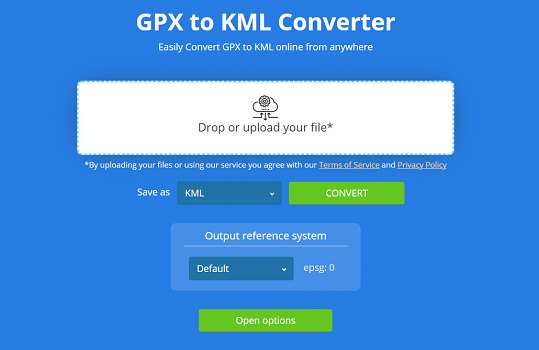 GPX to KML Converter
Easily Convert GPX to KML online from anywhere
Drop or upload your file*
*By uploading your files or using our service you agree with our Terms of Service and Privacy Policy
Save as KML CONVERT
Output reference system
Default epsg: 0
Open options